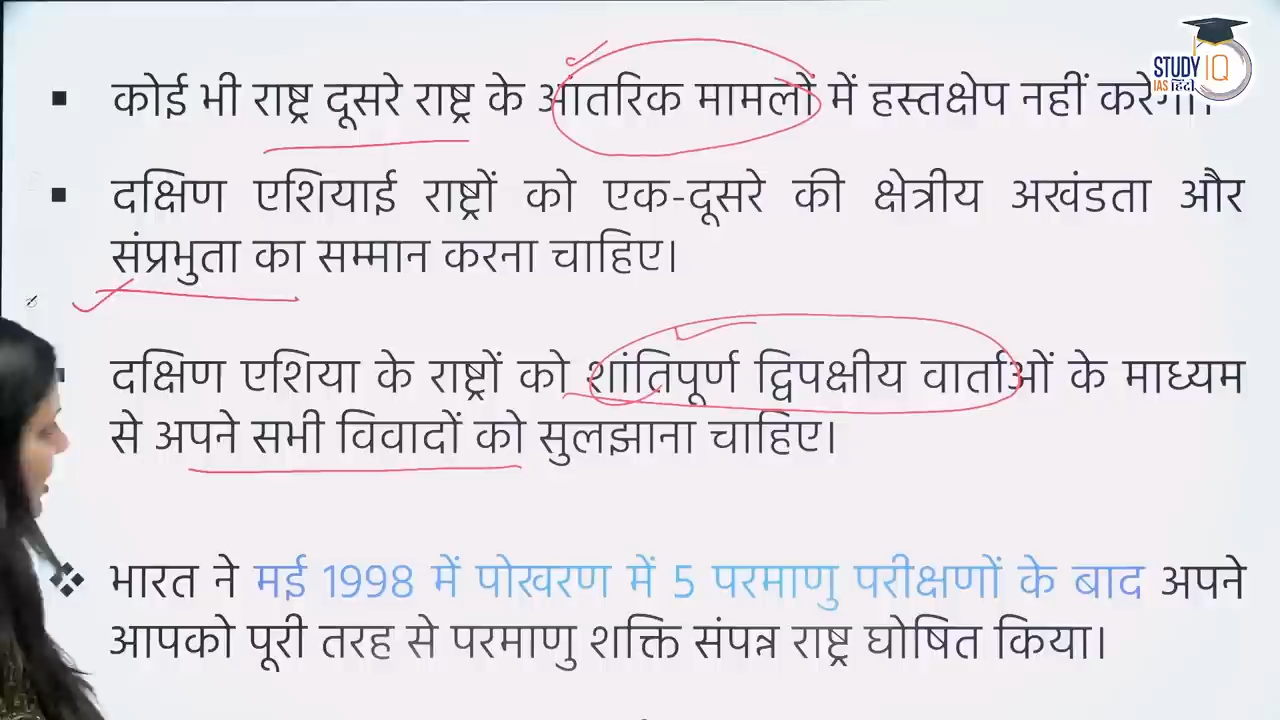 STUDY IQ
IAS हिंदी
▪ कोई भी राष्ट्र दूसरे राष्ट्र के आतरिक मामलों में हस्तक्षेप नहीं करेगा।
▪ दक्षिण एशियाई राष्ट्रों को एक-दूसरे की क्षेत्रीय अखंडता और
संप्रभुता का सम्मान करना चाहिए।
दक्षिण एशिया के राष्ट्रों को शांतिपूर्ण द्विपक्षीय वार्ताओं के माध्यम
से अपने सभी विवादों को सुलझाना चाहिए।
❖ भारत ने मई 1998 में पोखरण में 5 परमाणु परीक्षणों के बाद अपने
आपको पूरी तरह से परमाणु शक्ति संपन्न राष्ट्र घोषित किया।